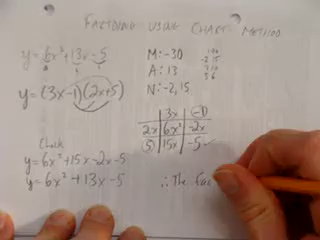 FACTORING USING CHART METHOD
y = 6x² + 13x - 5
M: -30
A: 13
N: -2, 15
y = (3x-1)(2x+5)
3x (-1)
2x 6x² -2x
(5) 15x -5
Check
y = 6x² + 15x - 2x - 5
y = 6x² + 13x - 5
∴ The Fac